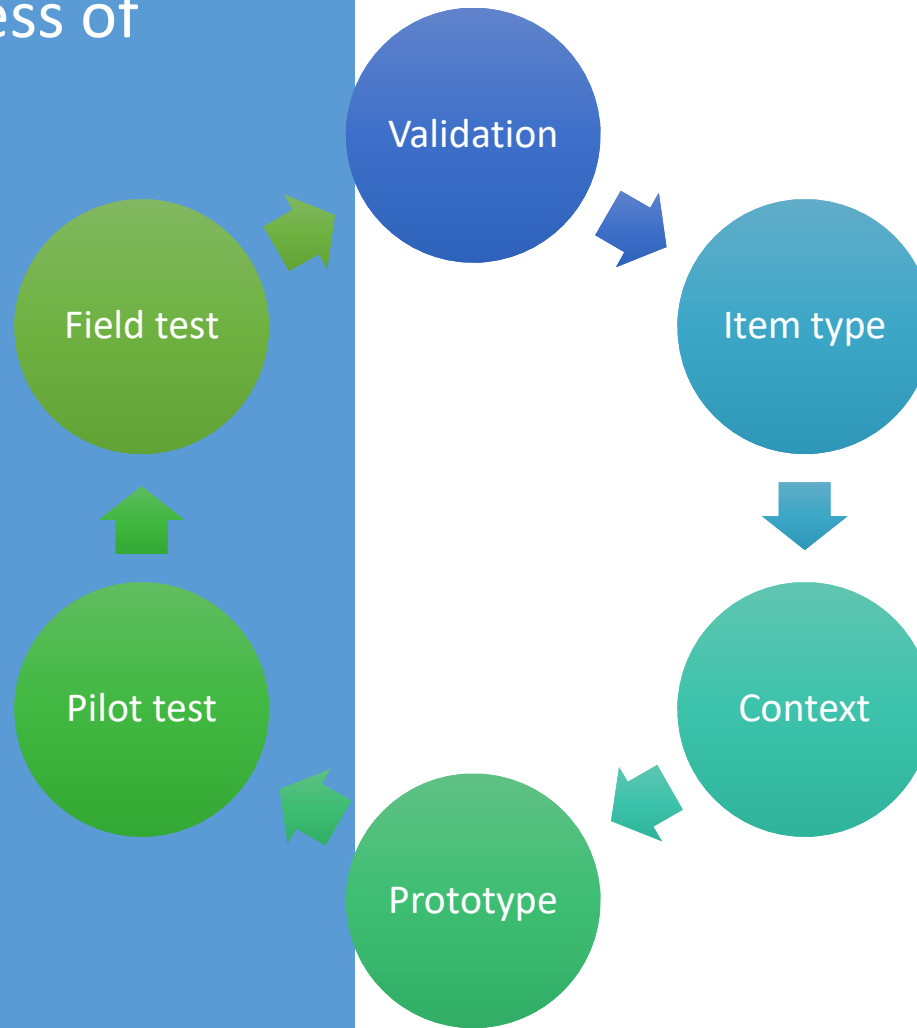 ess of
Validation
Item type
Context
Prototype
Pilot test
Field test